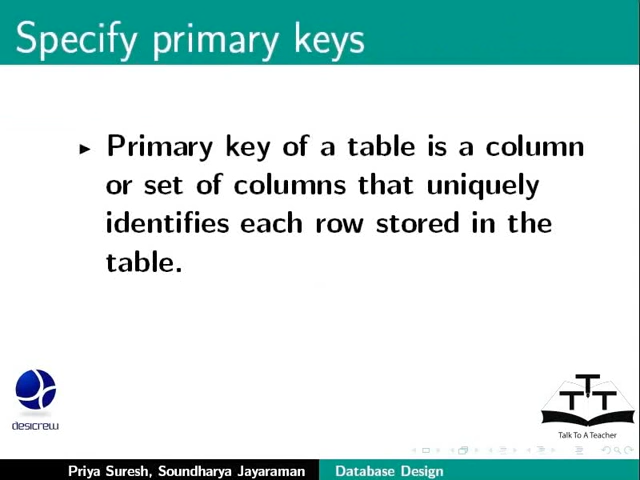 Specify primary keys
Primary key of a table is a column
or set of columns that uniquely
identifies each row stored in the
table.
desicrew
TTT
Talk To A Teacher
Priya Suresh, Soundharya Jayaraman Database Design